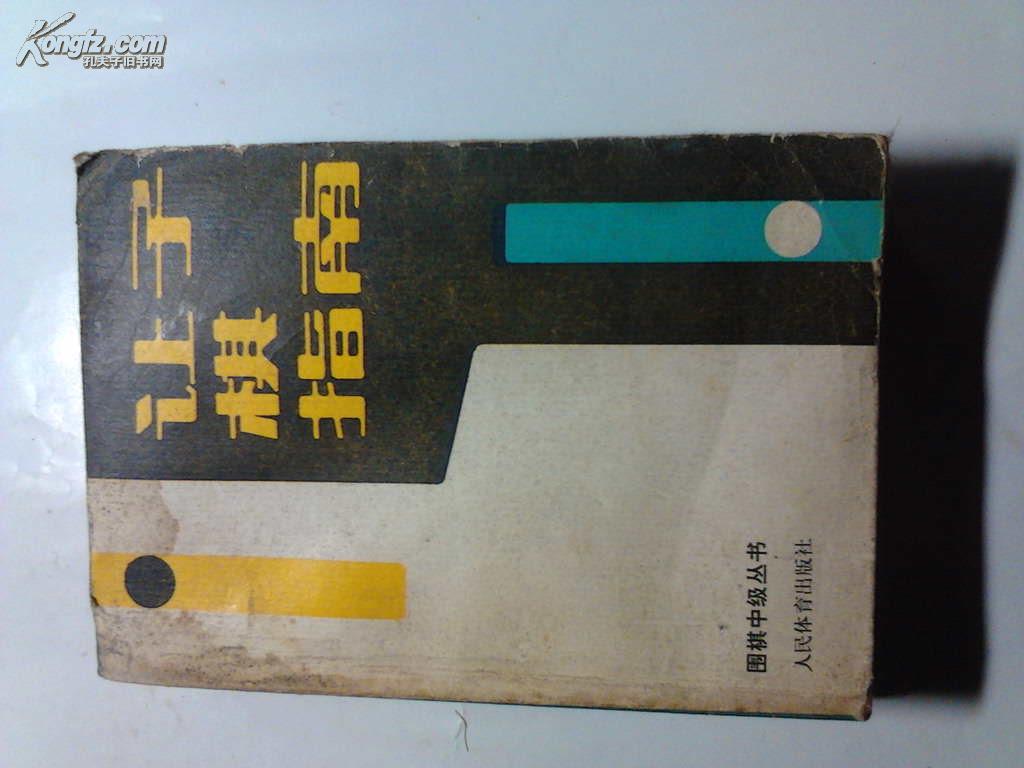 Kongfz.com
孔夫子旧书网
让子
棋
指南
围棋中级丛书
人民体育出版社